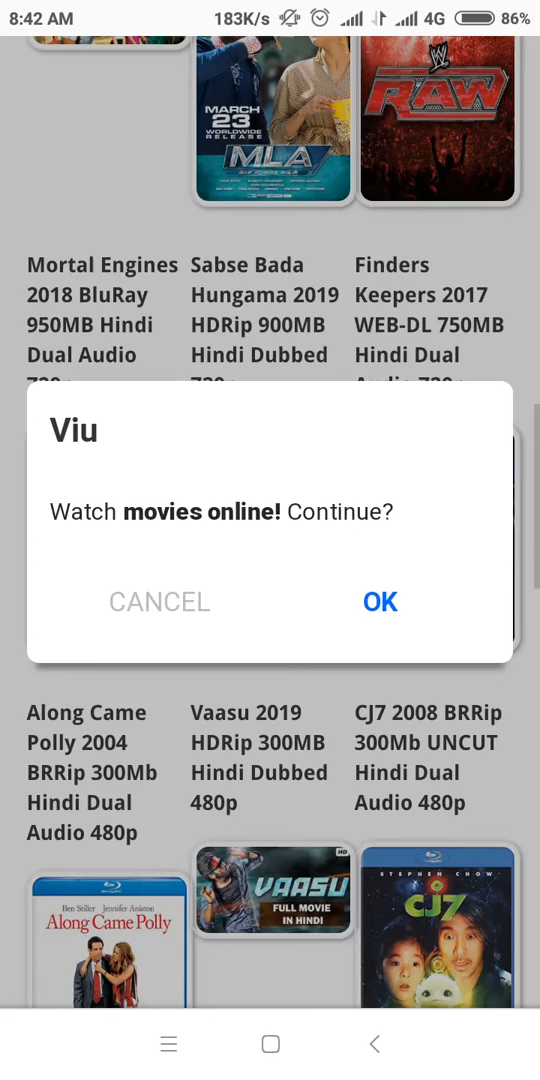 8:42 AM 183K/s 4G 86%
MARCH
23
WORLDWIDE
RELEASE
MLA
W
RAW
Mortal Engines
2018 BluRay
950MB Hindi
Dual Audio
720p
Sabse Bada
Hungama 2019
HDRip 900MB
Hindi Dubbed
720p
Finders
Keepers 2017
WEB-DL 750MB
Hindi Dual
Audio 720p
Viu
Watch movies online! Continue?
CANCEL
OK
Along Came
Polly 2004
BRRip 300Mb
Hindi Dual
Audio 480p
Vaasu 2019
HDRip 300MB
Hindi Dubbed
480p
CJ7 2008 BRRip
300Mb UNCUT
Hindi Dual
Audio 480p
Ben Stiller Jennifer Aniston
Along Came Polly
HD
VAASU
FULL MOVIE
IN HINDI
STEPHEN CHOW
CJ7